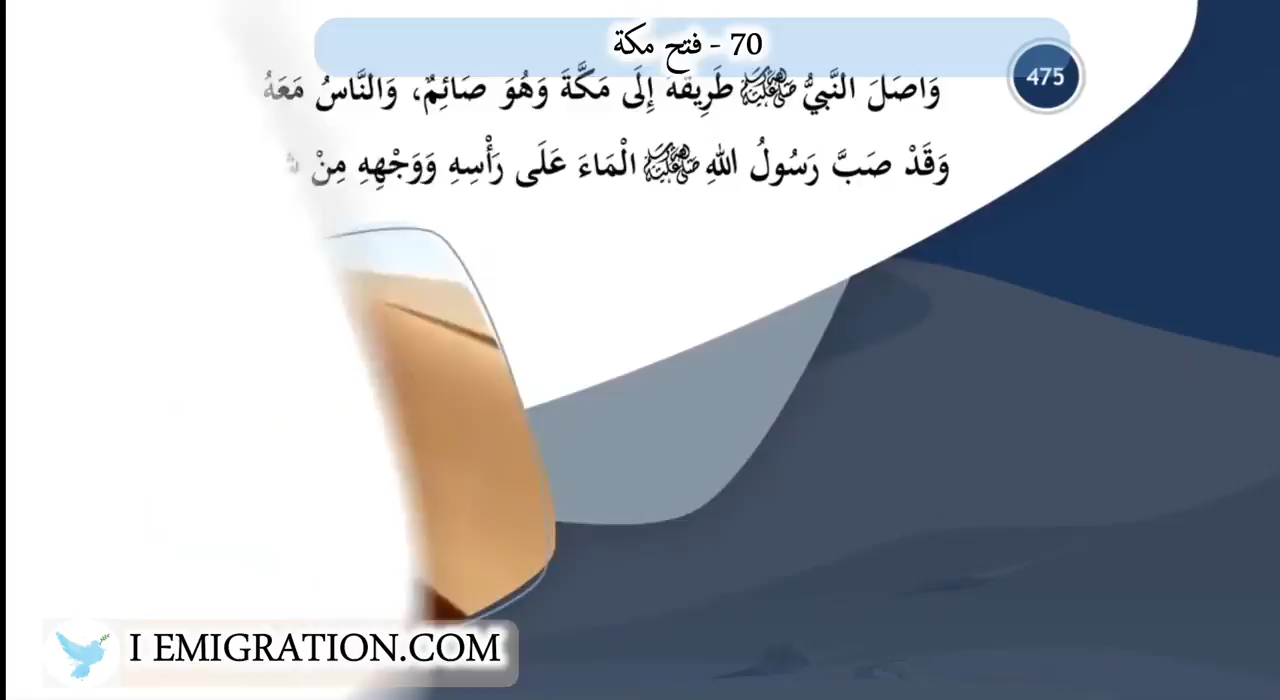 70 - فتح مكة
475
وَاصَلَ النَّبِيُّ ﷺ طَرِيقَهُ إِلَى مَكَّةَ وَهُوَ صَائِمٌ، وَالنَّاسُ مَعَهُ
وَقَدْ صَبَّ رَسُولُ اللهِ ﷺ الْمَاءَ عَلَى رَأْسِهِ وَوَجْهِهِ مِنْ
I EMIGRATION.COM